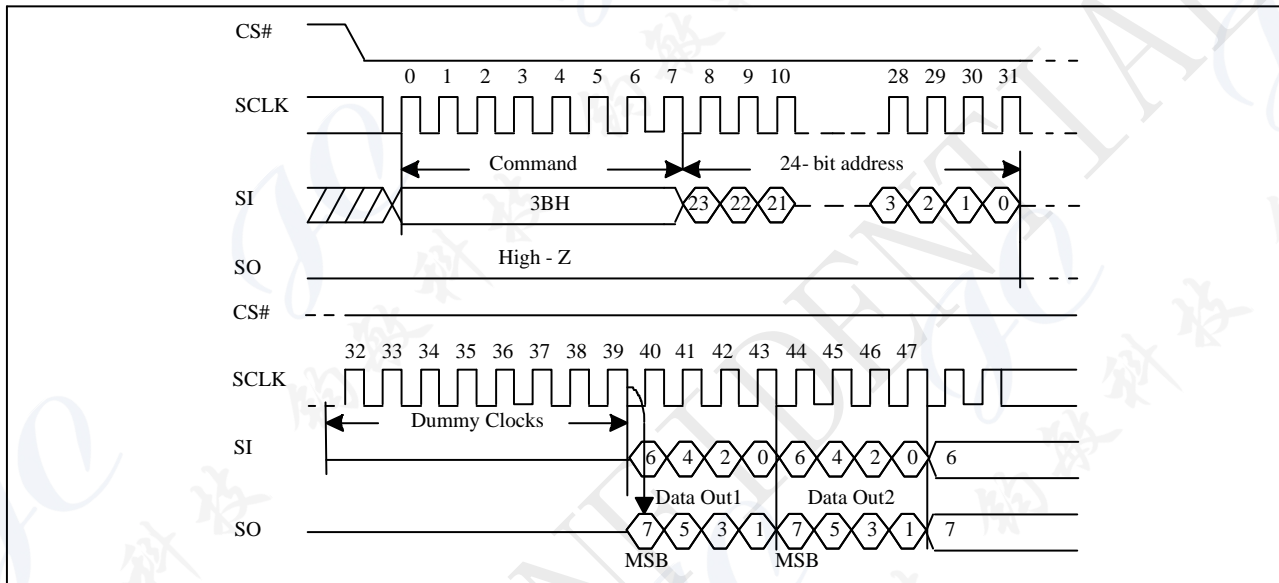 CS#
0 1 2 3 4 5 6 7 8 9 10 28 29 30 31
SCLK
Command 24- bit address
SI 3BH 23 22 21 3 2 1 0
High - Z
SO
CS#
32 33 34 35 36 37 38 39 40 41 42 43 44 45 46 47
SCLK
Dummy Clocks
SI 6 4 2 0 6 4 2 0 6
Data Out1 Data Out2
SO 7 5 3 1 7 5 3 1 7
MSB MSB